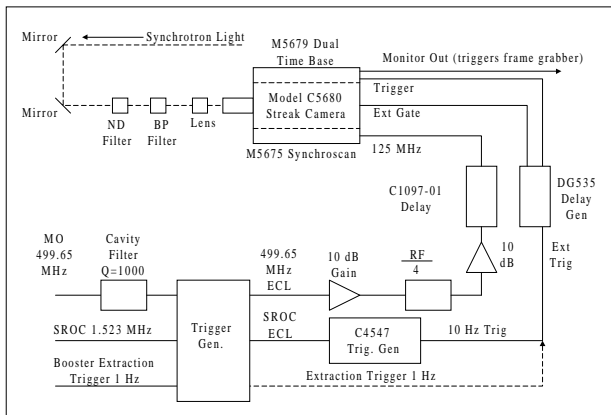 Mirror
Synchrotron Light
M5679 Dual
Time Base
Monitor Out (triggers frame grabber)
Trigger
Model C5680
Streak Camera
Ext Gate
Mirror
ND
Filter
BP
Filter
Lens
M5675 Synchroscan
125 MHz
C1097-01
Delay
DG535
Delay
Gen
MO
499.65
MHz
Cavity
Filter
Q=1000
499.65
MHz
ECL
10 dB
Gain
RF
4
10
dB
Ext
Trig
Trigger
Gen.
SROC 1.523 MHz
SROC
ECL
C4547
Trig. Gen
10 Hz Trig
Booster Extraction
Trigger 1 Hz
Extraction Trigger 1 Hz